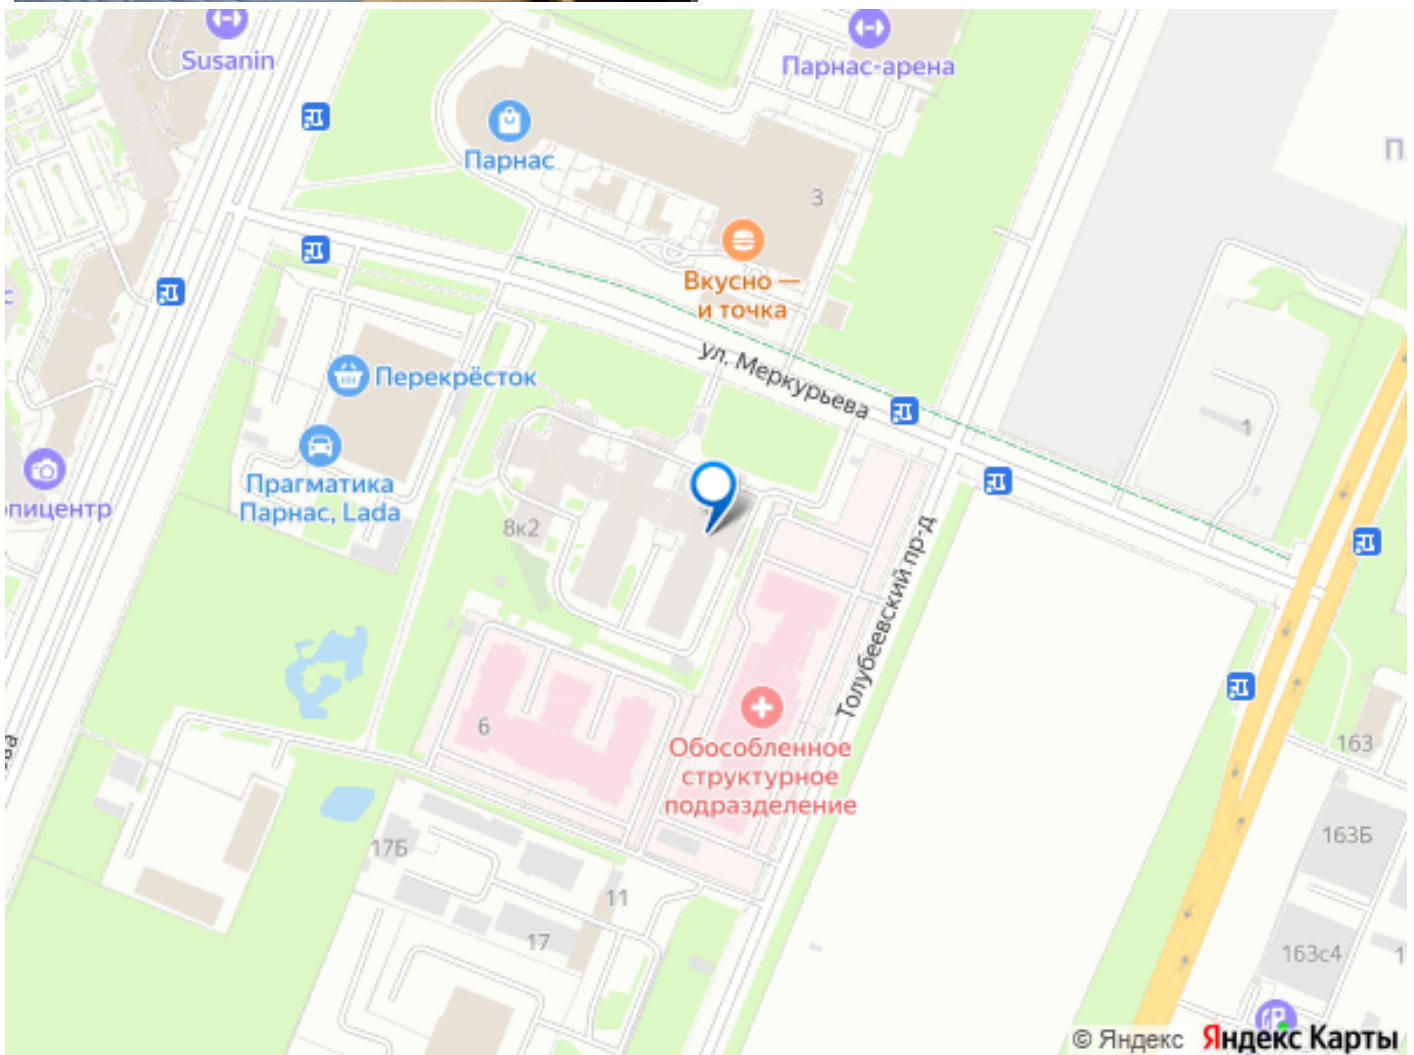 Susanin
Парнас-арена
Парнас
3
Вкусно —
и точка
ул. Меркурьева
Перекрёсток
1
Прагматика
Парнас, Lada
пицентр
8к2
Толубеевский пр-д
6
Обособленное
структурное
подразделение
163
163Б
17Б
11
17
163с4
© Яндекс Яндекс Карты